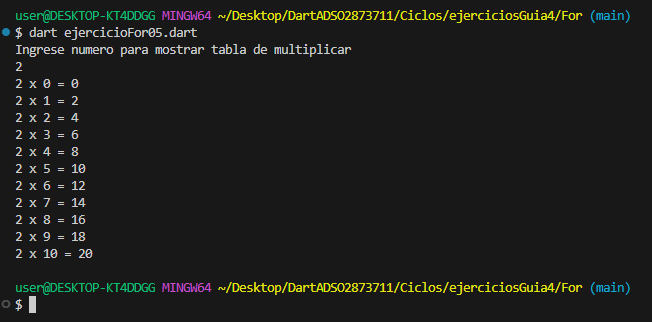 user@DESKTOP-KT4DDGG MINGW64 ~/Desktop/DartADSO2873711/Ciclos/ejerciciosGuia4/For (main)
$ dart ejercicioFor05.dart
Ingrese numero para mostrar tabla de multiplicar
2
2 x 0 = 0
2 x 1 = 2
2 x 2 = 4
2 x 3 = 6
2 x 4 = 8
2 x 5 = 10
2 x 6 = 12
2 x 7 = 14
2 x 8 = 16
2 x 9 = 18
2 x 10 = 20
user@DESKTOP-KT4DDGG MINGW64 ~/Desktop/DartADSO2873711/Ciclos/ejerciciosGuia4/For (main)
$